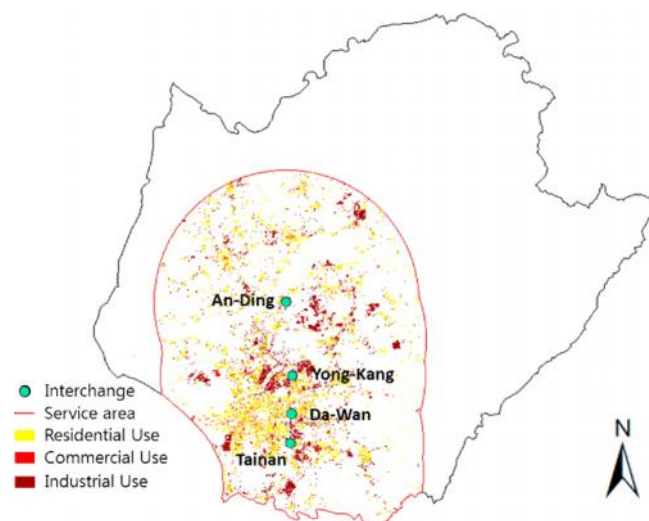 An-Ding
Yong-Kang
Da-Wan
Tainan
Interchange
Service area
Residential Use
Commercial Use
Industrial Use
N